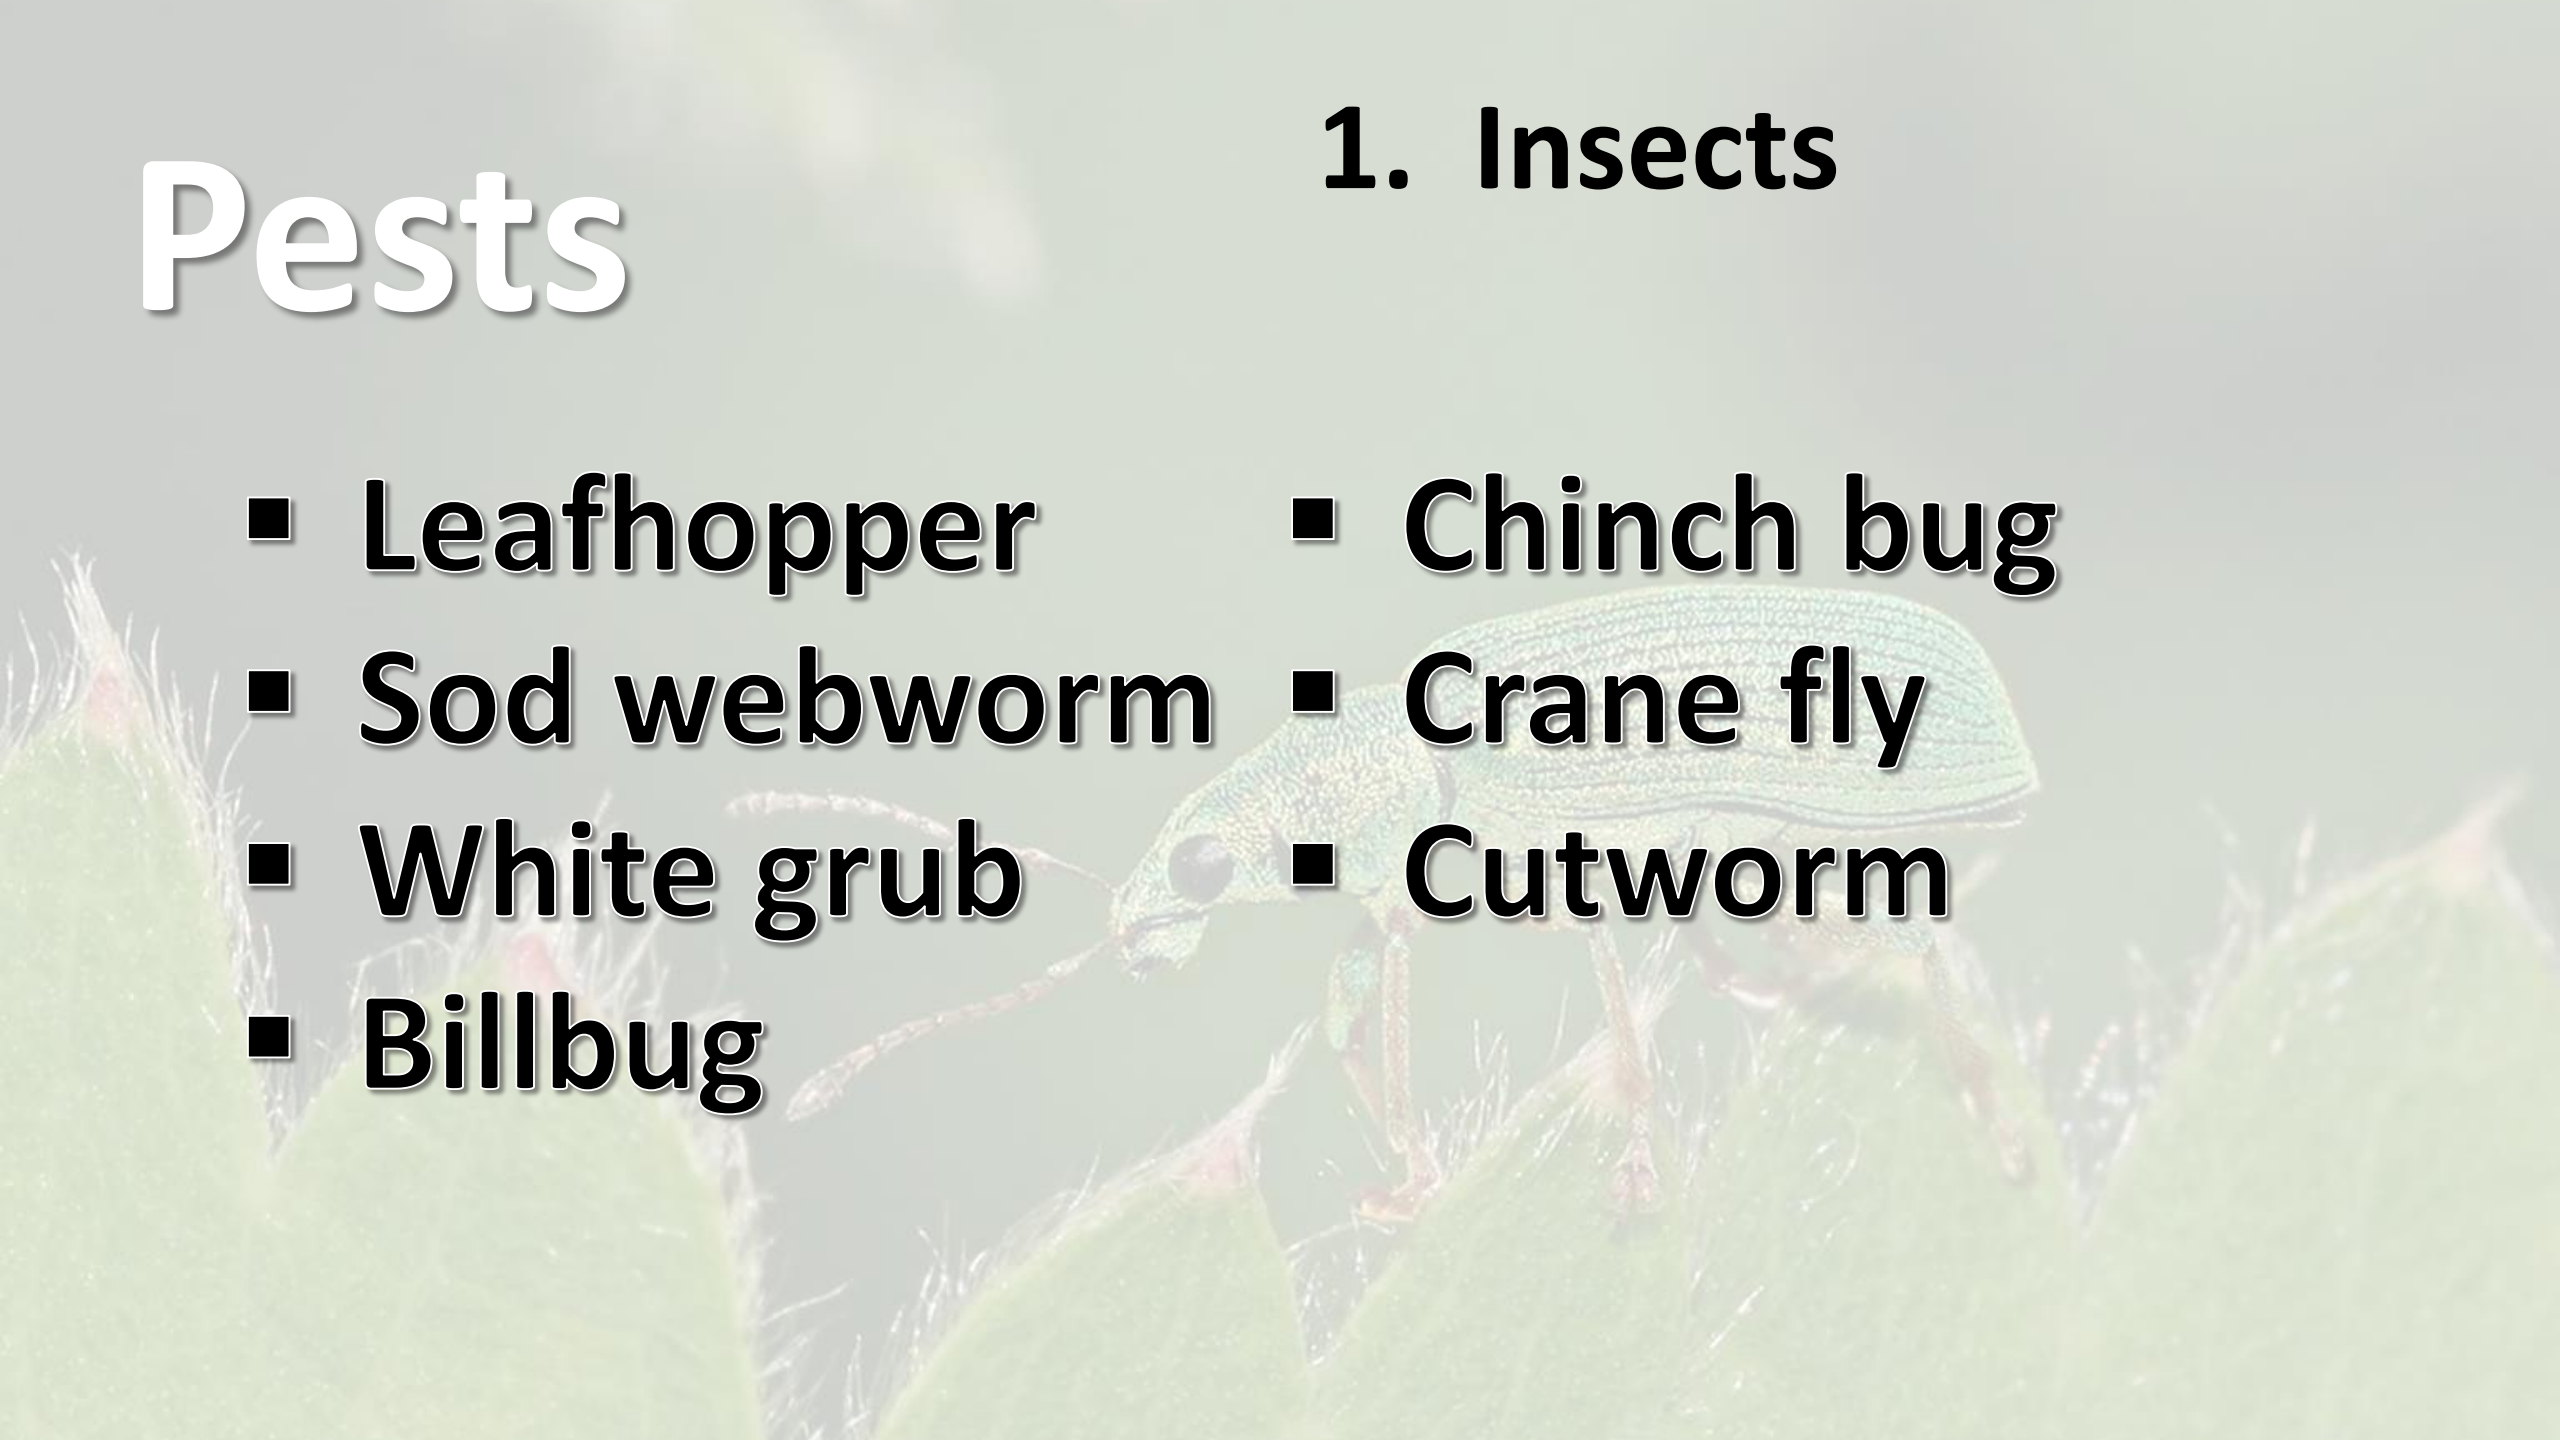 Pests
1. Insects
▪ Leafhopper
▪ Sod webworm
▪ White grub
▪ Billbug
▪ Chinch bug
▪ Crane fly
▪ Cutworm